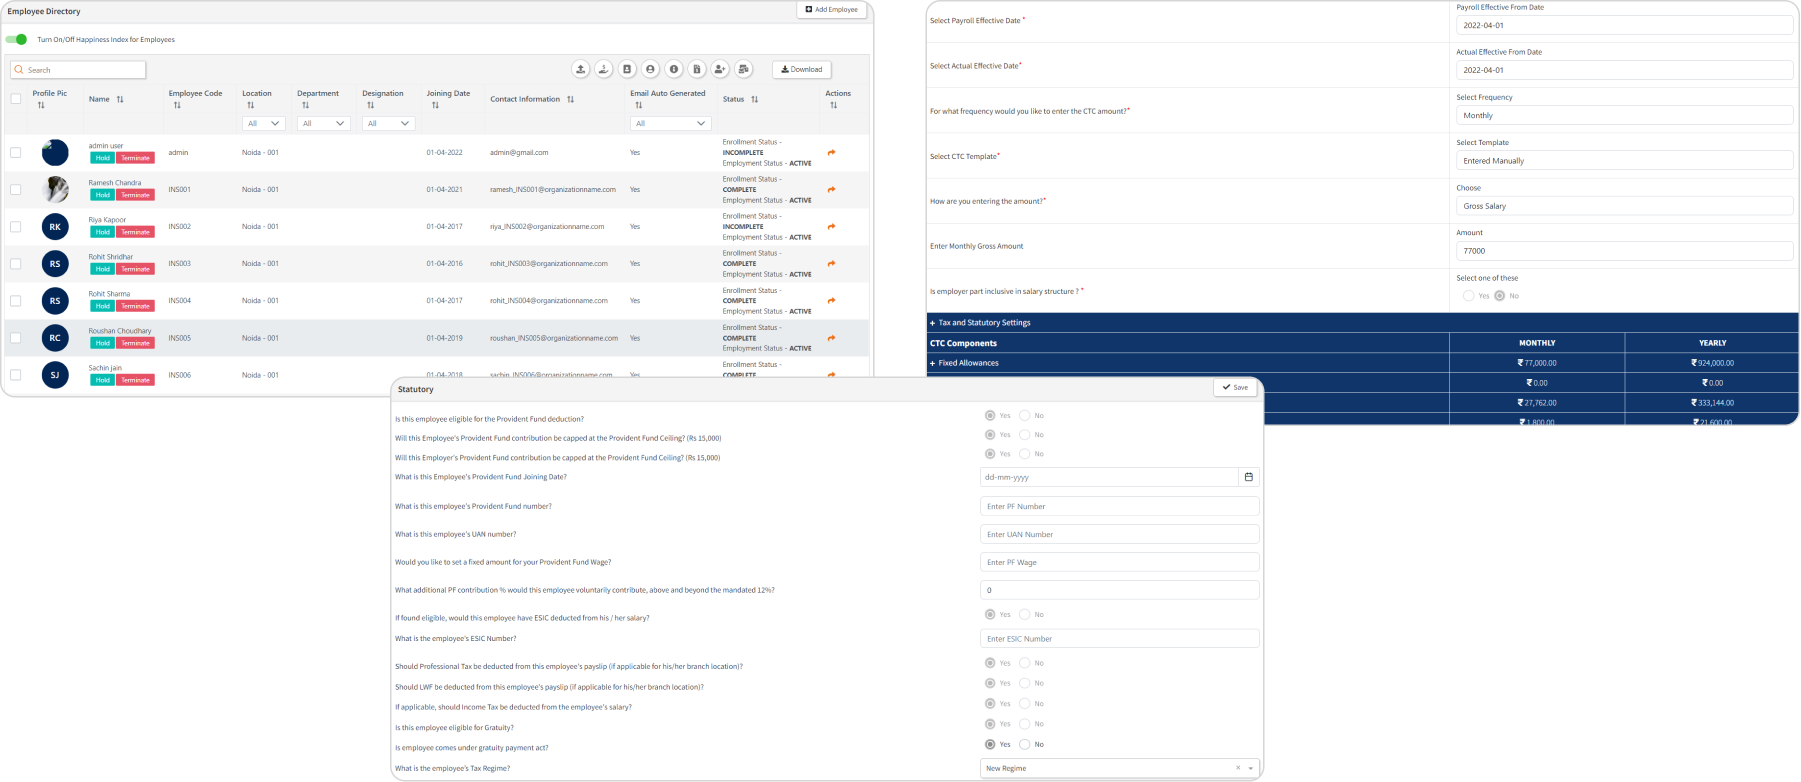 Employee Directory
Add Employee
Turn On/Off Happiness Index for Employees
Search
Download
Profile Pic
Name
Employee Code
Location
Department
Designation
Joining Date
Contact Information
Email Auto Generated
Status
Actions
All
All
All
All
admin user
Hold Terminate
admin
Noida - 001
01-04-2022
admin@gmail.com
Yes
Enrollment Status -
INCOMPLETE
Employment Status - ACTIVE
Ramesh Chandra
Hold Terminate
INS001
Noida - 001
01-04-2021
ramesh_INS001@organizationname.com
Yes
Enrollment Status -
COMPLETE
Employment Status - ACTIVE
RK
Riya Kapoor
Hold Terminate
INS002
Noida - 001
01-04-2017
riya_INS002@organizationname.com
Yes
Enrollment Status -
INCOMPLETE
Employment Status - ACTIVE
RS
Rohit Shridhar
Hold Terminate
INS003
Noida - 001
01-04-2016
rohit_INS003@organizationname.com
Yes
Enrollment Status -
COMPLETE
Employment Status - ACTIVE
RS
Rohit Sharma
Hold Terminate
INS004
Noida - 001
01-04-2017
rohit_INS004@organizationname.com
Yes
Enrollment Status -
COMPLETE
Employment Status - ACTIVE
RC
Roushan Choudhary
Hold Terminate
INS005
Noida - 001
01-04-2019
roushan_INS005@organizationname.com
Yes
Enrollment Status -
COMPLETE
Employment Status - ACTIVE
SJ
Sachin jain
Hold Terminate
INS006
Noida - 001
01-04-2018
sachin_INS006@organizationname.com
Yes
Enrollment Status -
COMPLETE
Select Payroll Effective Date *
Payroll Effective From Date
2022-04-01
Select Actual Effective Date*
Actual Effective From Date
2022-04-01
For what frequency would you like to enter the CTC amount?*
Select Frequency
Monthly
Select CTC Template*
Select Template
Entered Manually
How are you entering the amount?*
Choose
Gross Salary
Enter Monthly Gross Amount
Amount
77000
Is employer part inclusive in salary structure ? *
Select one of these
Yes No
+ Tax and Statutory Settings
CTC Components MONTHLY YEARLY
+ Fixed Allowances ₹77,000.00 ₹924,000.00
₹0.00 ₹0.00
₹27,762.00 ₹333,144.00
₹1,800.00 ₹21,600.00
Statutory
Save
Is this employee eligible for the Provident Fund deduction?
Yes No
Will this Employee's Provident Fund contribution be capped at the Provident Fund Ceiling? (Rs 15,000)
Yes No
Will this Employer's Provident Fund contribution be capped at the Provident Fund Ceiling? (Rs 15,000)
Yes No
What is this Employee's Provident Fund Joining Date?
dd-mm-yyyy
What is this employee's Provident Fund number?
Enter PF Number
What is this employee's UAN number?
Enter UAN Number
Would you like to set a fixed amount for your Provident Fund Wage?
Enter PF Wage
What additional PF contribution % would this employee voluntarily contribute, above and beyond the mandated 12%?
0
If found eligible, would this employee have ESIC deducted from his / her salary?
Yes No
What is the employee's ESIC Number?
Enter ESIC Number
Should Professional Tax be deducted from this employee's payslip (if applicable for his/her branch location)?
Yes No
Should LWF be deducted from this employee's payslip (if applicable for his/her branch location)?
Yes No
If applicable, should Income Tax be deducted from the employee's salary?
Yes No
Is this employee eligible for Gratuity?
Yes No
Is employee comes under gratuity payment act?
Yes No
What is the employee's Tax Regime?
New Regime